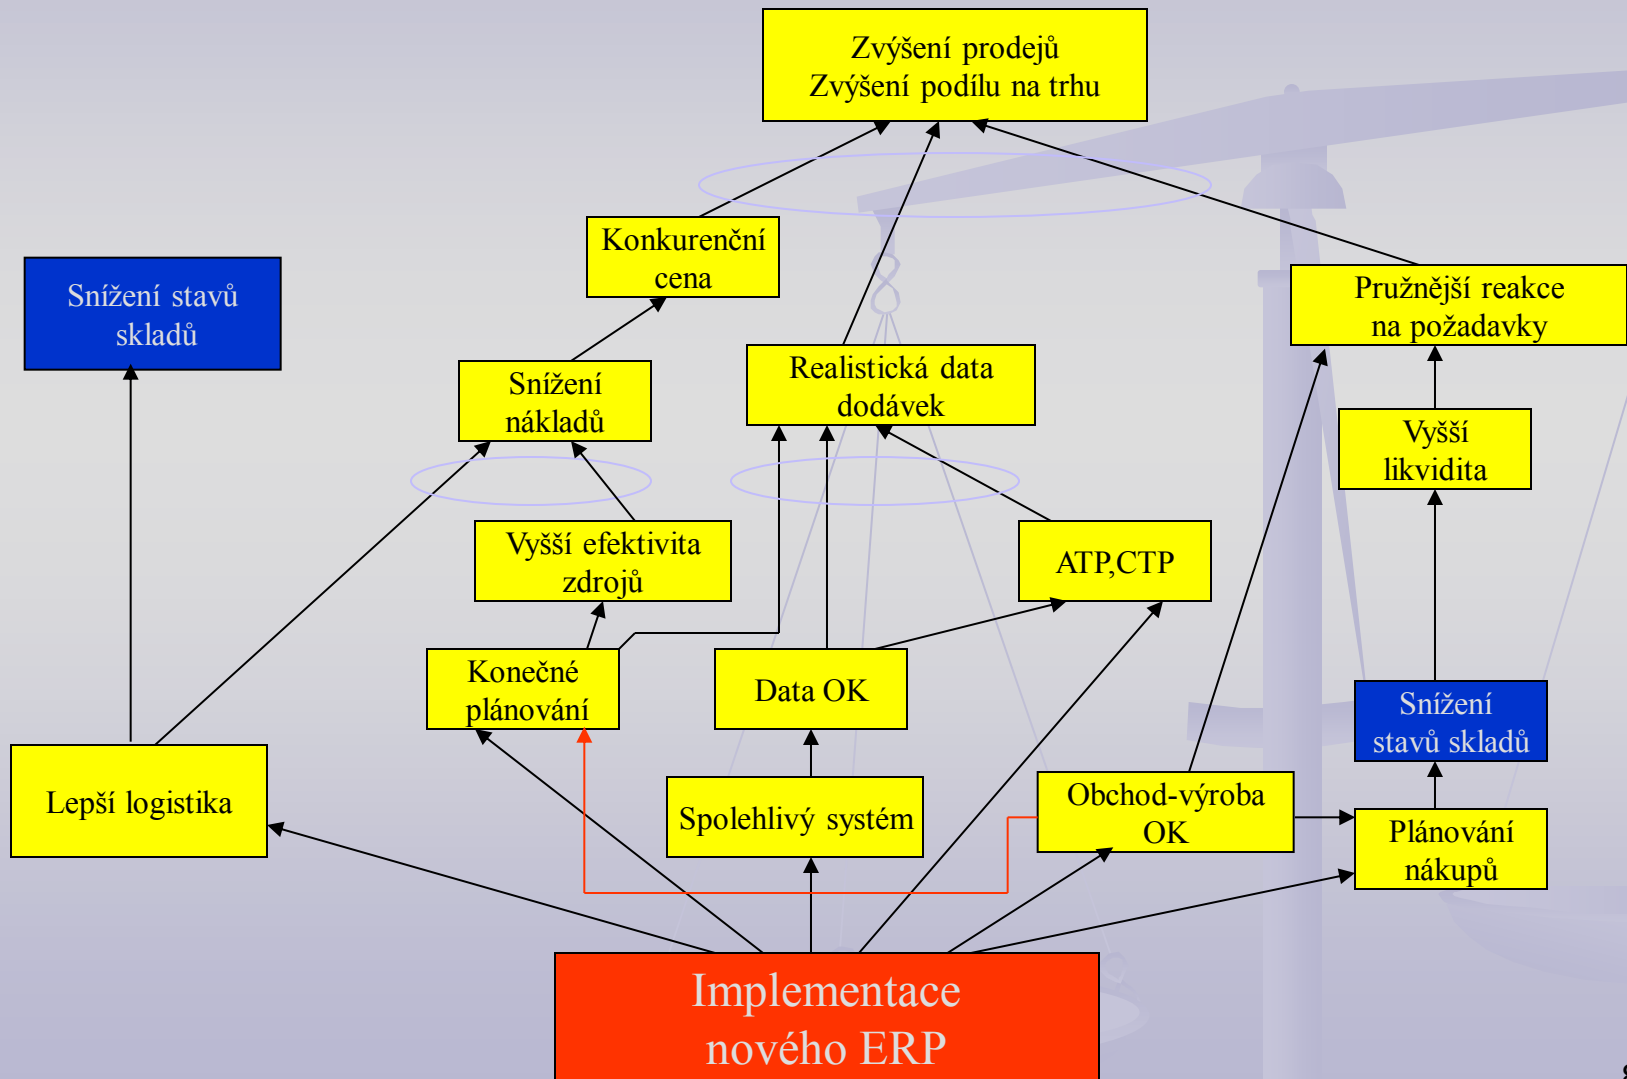 Zvýšení prodejů
Zvýšení podílu na trhu
Konkurenční
cena
Snížení stavů
skladů
Pružnější reakce
na požadavky
Snížení
nákladů
Realistická data
dodávek
Vyšší
likvidita
Vyšší efektivita
zdrojů
ATP,CTP
Konečné
plánování
Data OK
Snížení
stavů skladů
Lepší logistika
Spolehlivý systém
Obchod-výroba
OK
Plánování
nákupů
Implementace
nového ERP